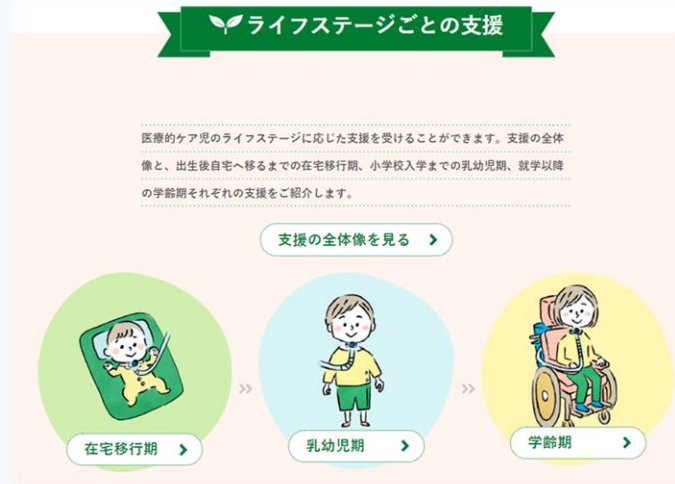 ライフステージごとの支援
医療的ケア児のライフステージに応じた支援を受けることができます。支援の全体
像と、出生後自宅へ移るまでの在宅移行期、小学校入学までの乳幼児期、就学以降
の学齢期それぞれの支援をご紹介します。
支援の全体像を見る
在宅移行期
乳幼児期
学齢期